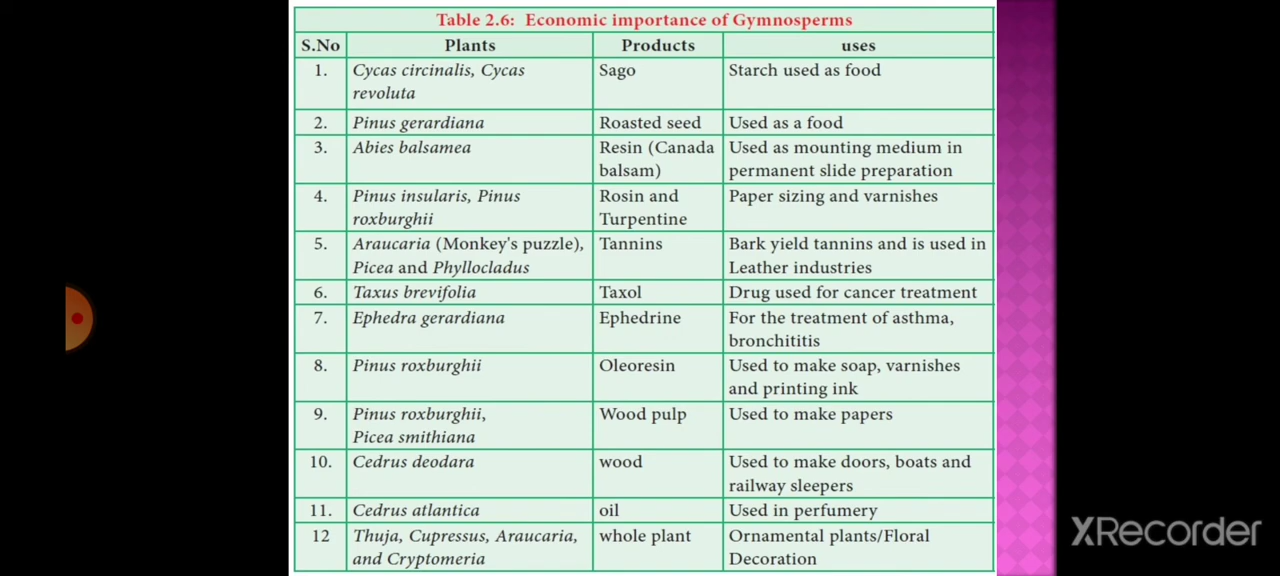 Table 2.6: Economic importance of Gymnosperms
S.No Plants Products uses
1. Cycas circinalis, Cycas revoluta Sago Starch used as food
2. Pinus gerardiana Roasted seed Used as a food
3. Abies balsamea Resin (Canada balsam) Used as mounting medium in permanent slide preparation
4. Pinus insularis, Pinus roxburghii Rosin and Turpentine Paper sizing and varnishes
5. Araucaria (Monkey's puzzle), Picea and Phyllocladus Tannins Bark yield tannins and is used in Leather industries
6. Taxus brevifolia Taxol Drug used for cancer treatment
7. Ephedra gerardiana Ephedrine For the treatment of asthma, bronchititis
8. Pinus roxburghii Oleoresin Used to make soap, varnishes and printing ink
9. Pinus roxburghii, Picea smithiana Wood pulp Used to make papers
10. Cedrus deodara wood Used to make doors, boats and railway sleepers
11. Cedrus atlantica oil Used in perfumery
12 Thuja, Cupressus, Araucaria, and Cryptomeria whole plant Ornamental plants/Floral Decoration
XRecorder